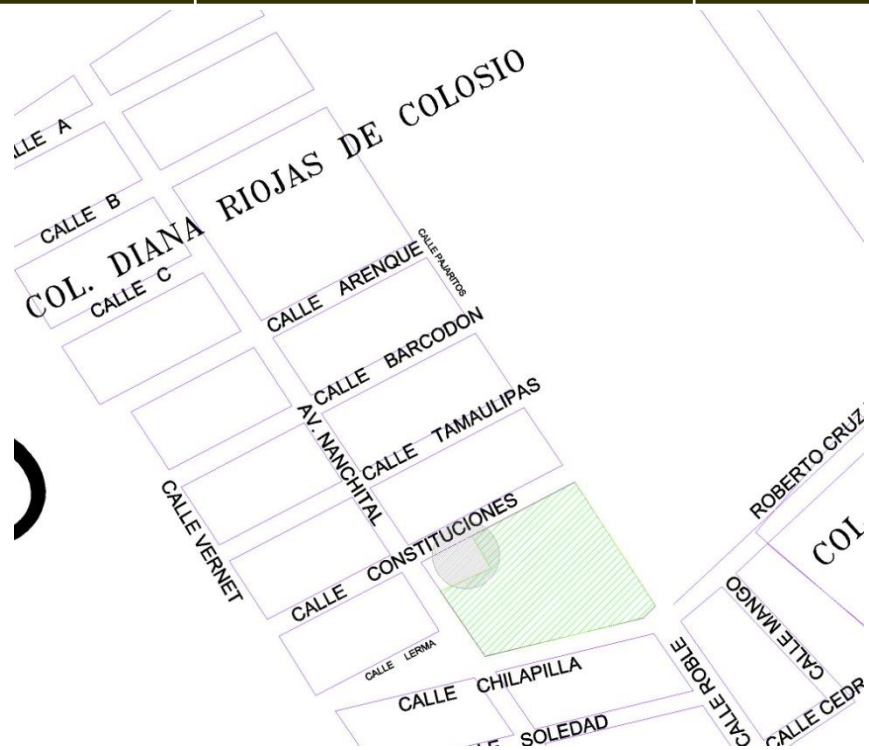 CALLE A
CALLE B
COL. DIANA RIOJAS DE COLOSIO
CALLE C
CALLE PAJARITOS
CALLE ARENQUE
CALLE BARCODON
CALLE TAMAULIPAS
AV. NANCHITAL
ROBERTO CRUZ
CALLE VERNET
CALLE CONSTITUCIONES
COL.
CALLE MANGO
CALLE LERMA
CALLE ROBLE
CALLE CHILAPILLA
CALLE CEDR
LE SOLEDAD